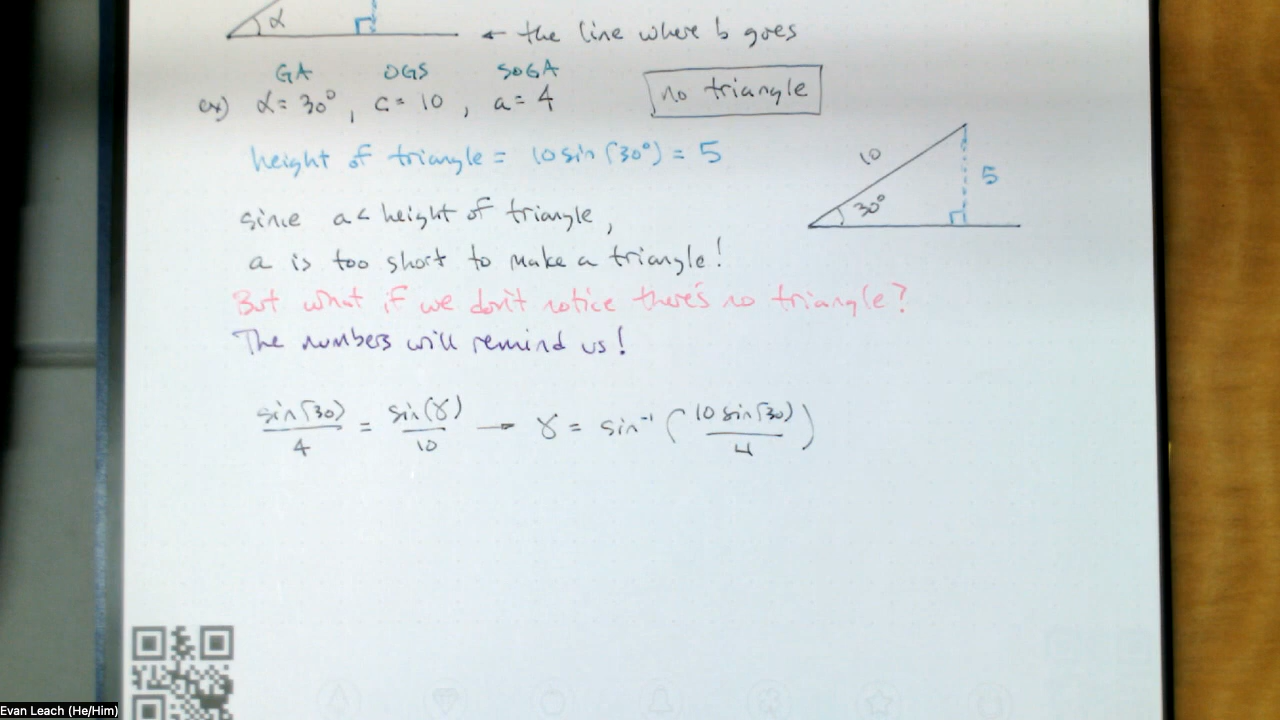 α
← the line where b goes
GA OGS SOGA
ex) α = 30°, c = 10, a = 4
no triangle
height of triangle = 10 sin(30°) = 5
10
5
30°
since a < height of triangle,
a is too short to make a triangle!
But what if we don't notice there's no triangle?
The numbers will remind us!
sin(30)/4 = sin(γ)/10 → γ = sin⁻¹(10 sin(30)/4)
Evan Leach (He/Him)